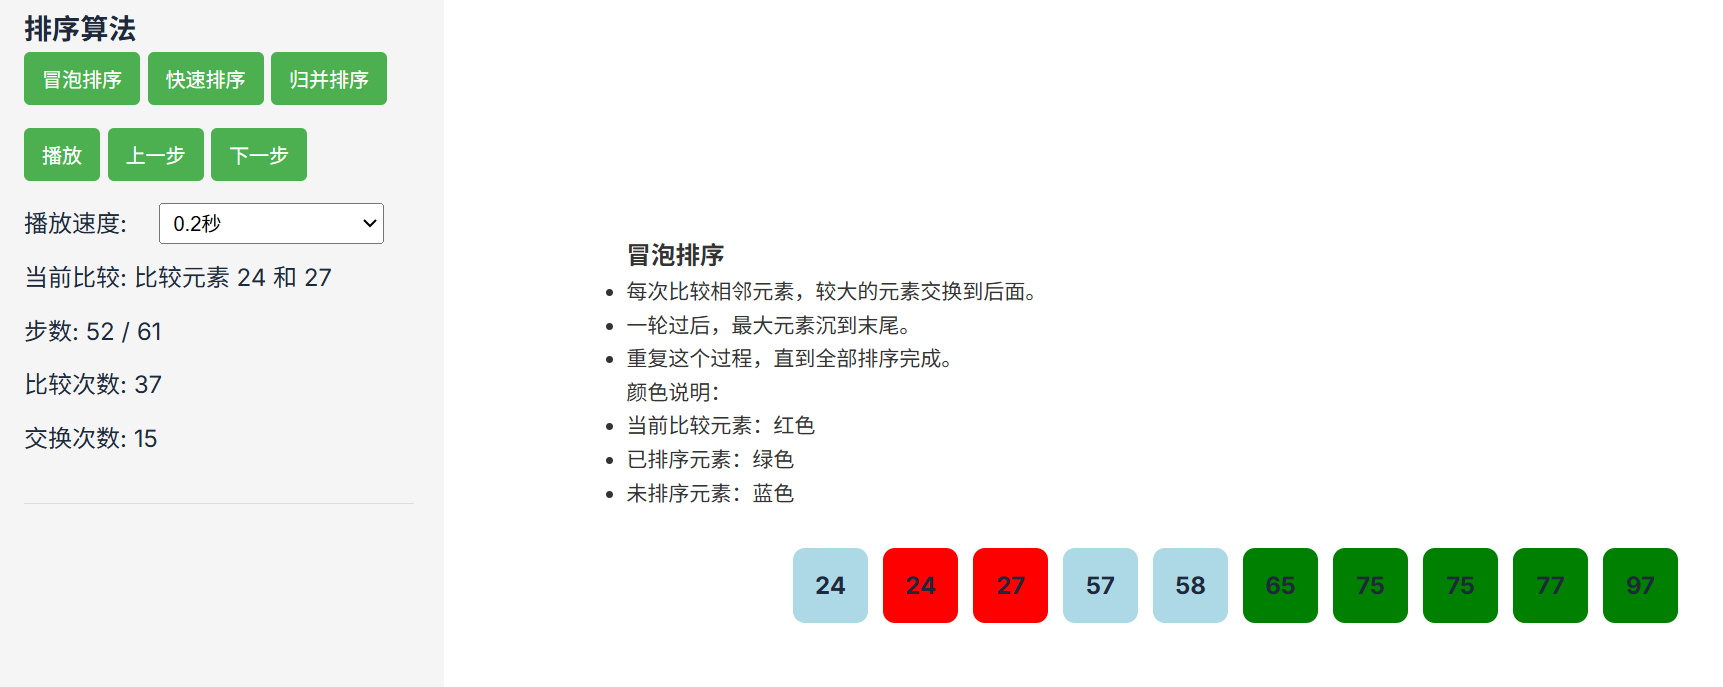 排序算法
冒泡排序 快速排序 归并排序
播放 上一步 下一步
播放速度: 0.2秒
当前比较: 比较元素 24 和 27
步数: 52 / 61
比较次数: 37
交换次数: 15
冒泡排序
每次比较相邻元素，较大的元素交换到后面。
一轮过后，最大元素沉到末尾。
重复这个过程，直到全部排序完成。
颜色说明：
当前比较元素：红色
已排序元素：绿色
未排序元素：蓝色
24 24 27 57 58 65 75 75 77 97